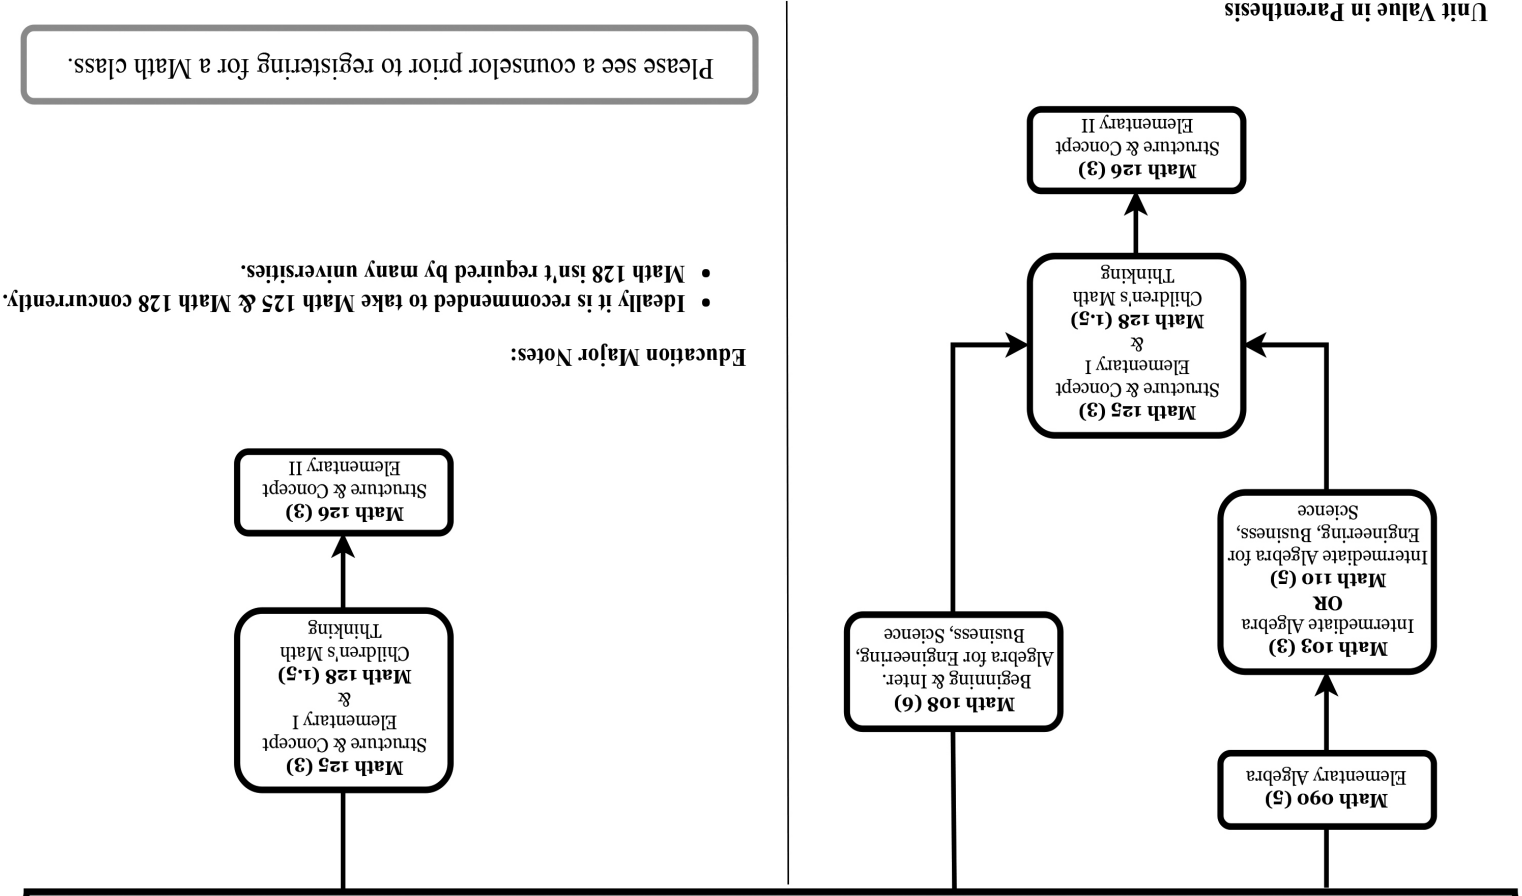 Math 090 (5)
Elementary Algebra
Math 103 (3)
Intermediate Algebra
OR
Math 110 (5)
Intermediate Algebra for
Engineering, Business,
Science
Math 108 (6)
Beginning & Inter.
Algebra for Engineering,
Business, Science
Math 125 (3)
Structure & Concept
Elementary I
&
Math 128 (1.5)
Children's Math
Thinking
Math 126 (3)
Structure & Concept
Elementary II
Unit Value in Parenthesis
Math 125 (3)
Structure & Concept
Elementary I
&
Math 128 (1.5)
Children's Math
Thinking
Math 126 (3)
Structure & Concept
Elementary II
Education Major Notes:
• Ideally it is recommended to take Math 125 & Math 128 concurrently.
• Math 128 isn't required by many universities.
Please see a counselor prior to registering for a Math class.